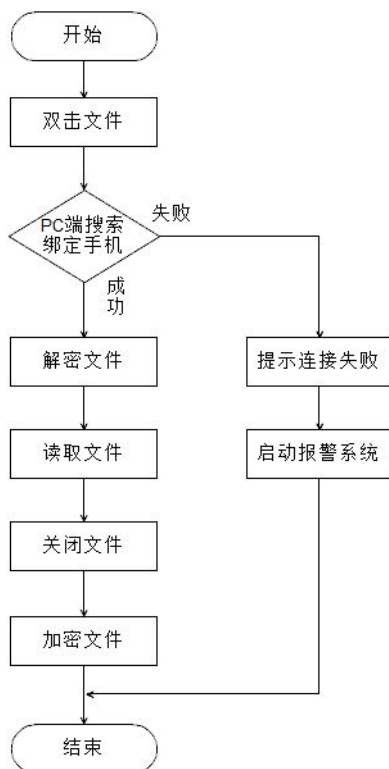 开始
双击文件
PC端搜索
绑定手机
失败
成
功
解密文件
提示连接失败
读取文件
启动报警系统
关闭文件
加密文件
结束